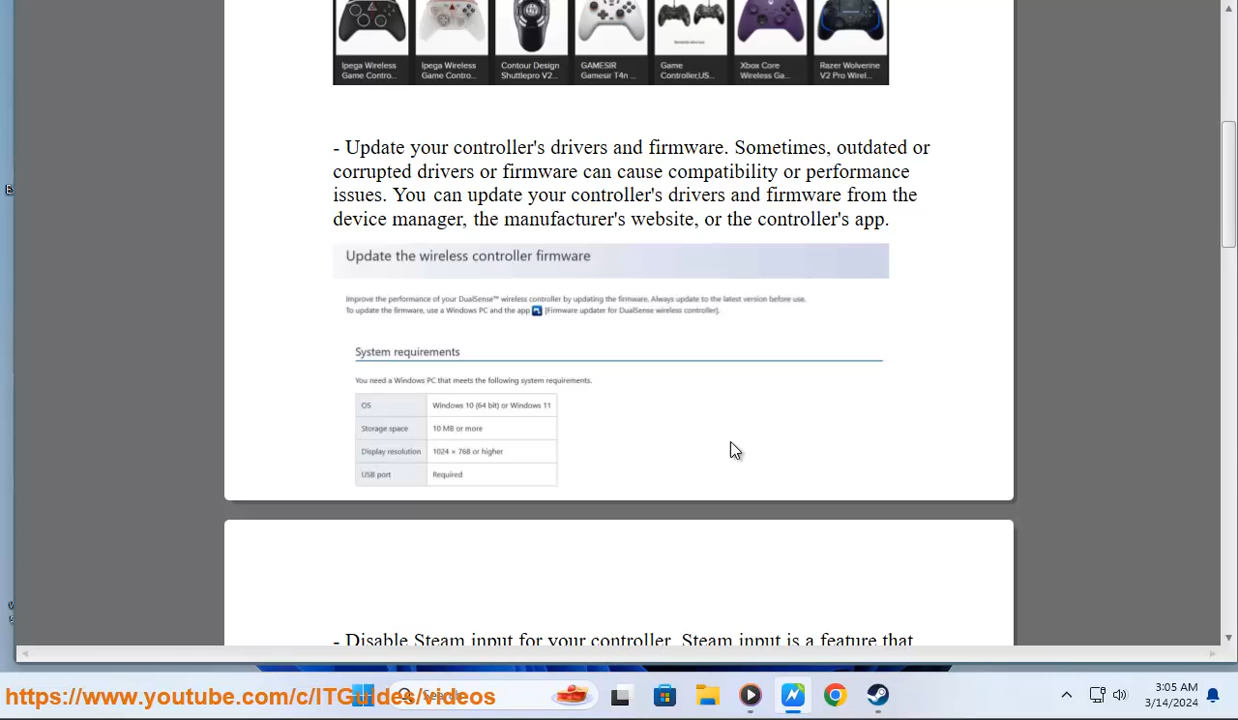 Ipega Wireless Game Contro...
Ipega Wireless Game Contro...
Contour Design Shuttlepro V2...
GAMESIR Gamesir T4n ...
Game Controller,US...
Xbox Core Wireless Ga...
Razer Wolverine V2 Pro Wirel...
- Update your controller's drivers and firmware. Sometimes, outdated or
corrupted drivers or firmware can cause compatibility or performance
issues. You can update your controller's drivers and firmware from the
device manager, the manufacturer's website, or the controller's app.
Update the wireless controller firmware
Improve the performance of your DualSense™ wireless controller by updating the firmware. Always update to the latest version before use.
To update the firmware, use a Windows PC and the app [Firmware updater for DualSense wireless controller].
System requirements
You need a Windows PC that meets the following system requirements.
OS Windows 10 (64 bit) or Windows 11
Storage space 10 MB or more
Display resolution 1024 × 768 or higher
USB port Required
- Disable Steam input for your controller. Steam input is a feature that
https://www.youtube.com/c/ITGuides/videos
Search
3:05 AM
3/14/2024